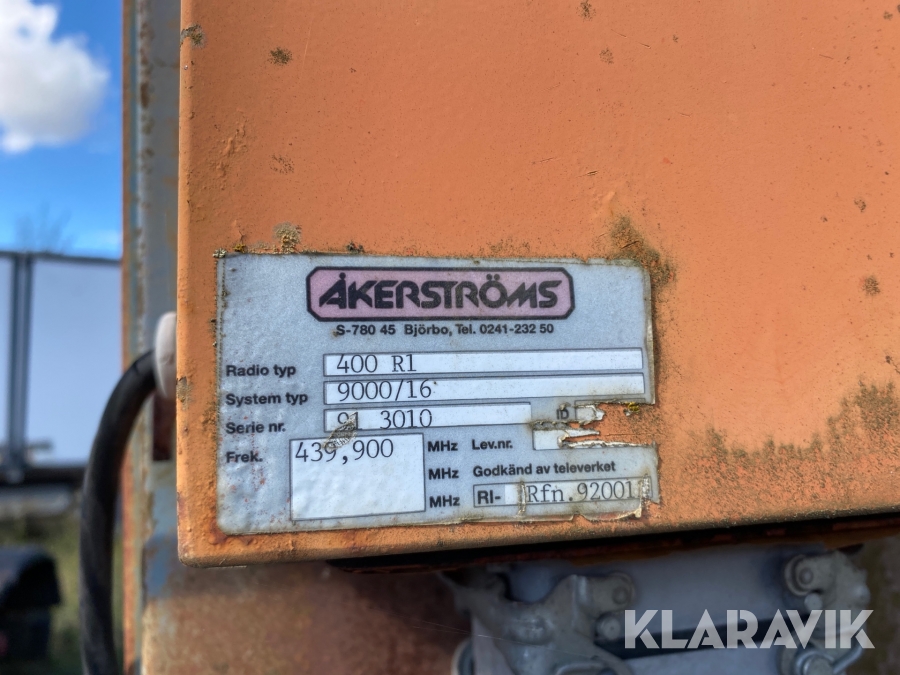 ÅKERSTRÖMS
S-780 45 Björbo, Tel. 0241-232 50
Radio typ 400 R1
System typ 9000/16
Serie nr. 91 3010 ID
Frek. 439,900 MHz Lev.nr.
MHz Godkänd av televerket
MHz RI- Rfn.92001
KLARAVIK